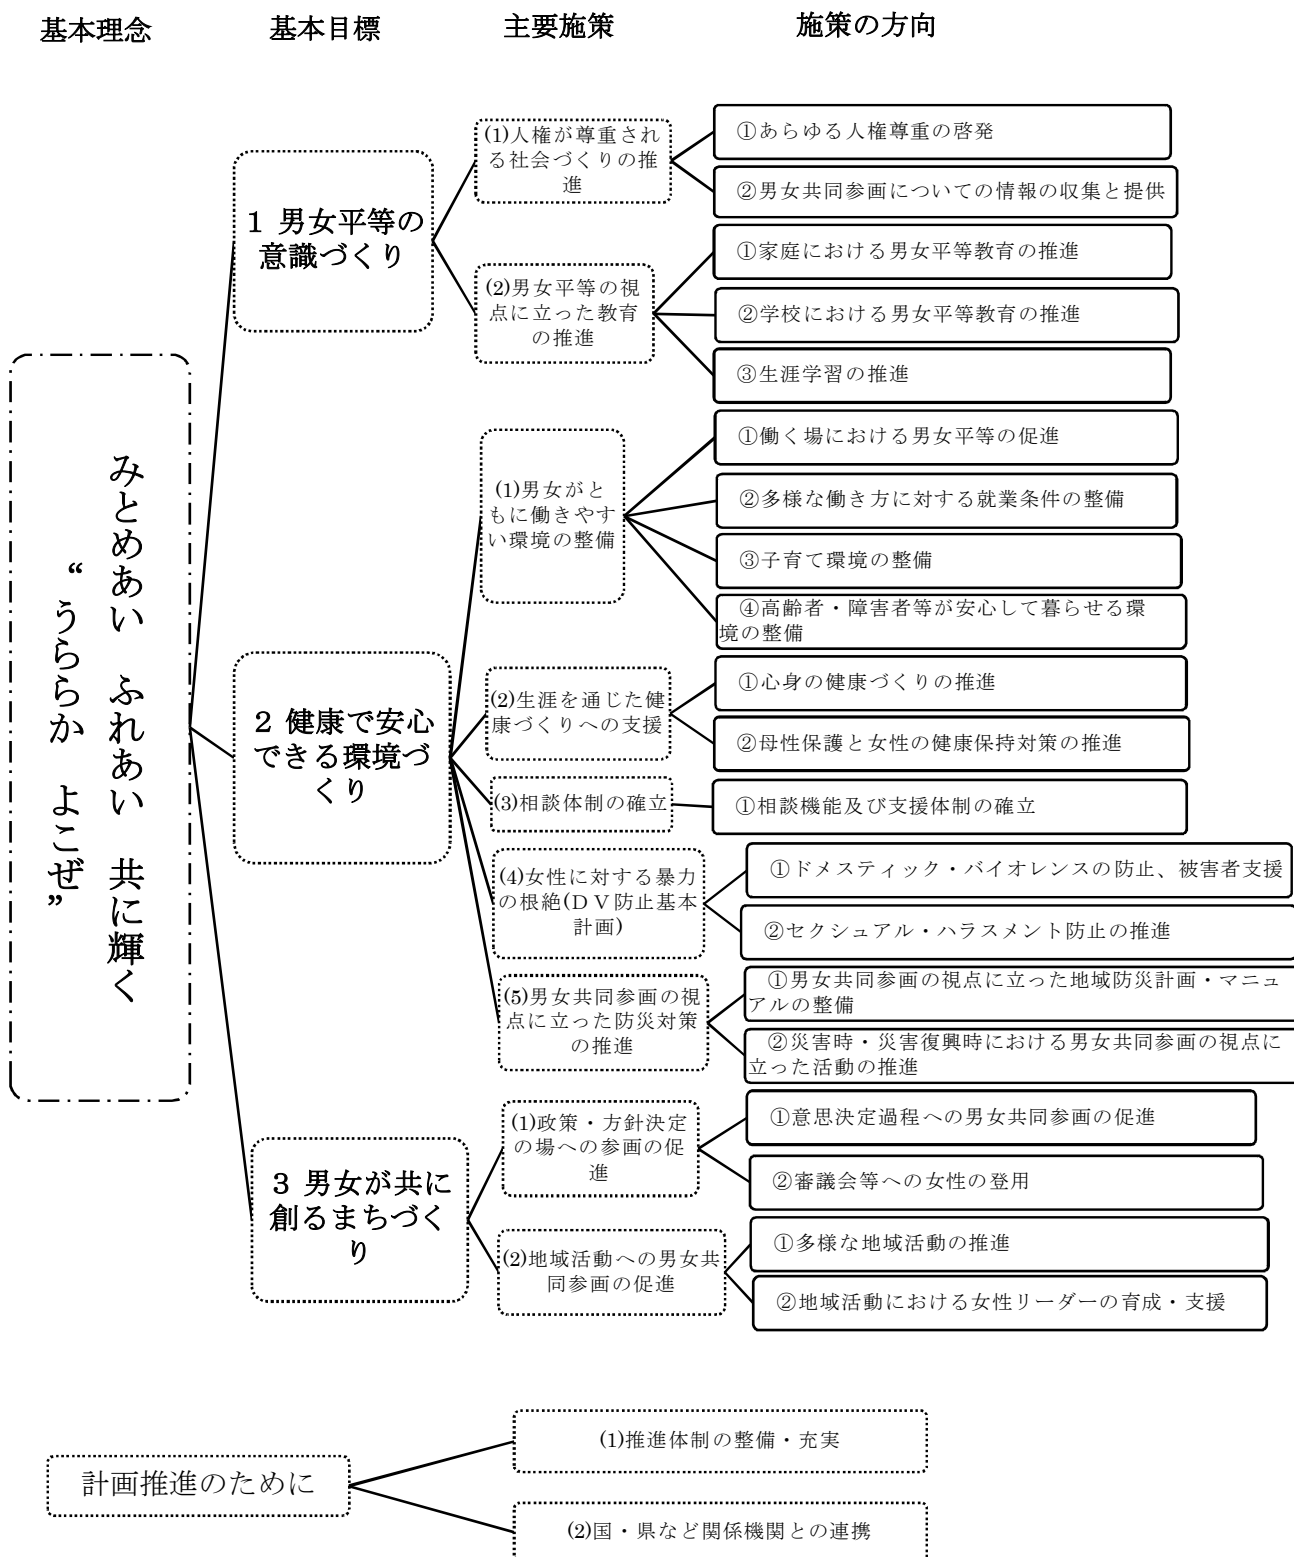 基本理念
基本目標
主要施策
施策の方向
みとめあい ふれあい 共に輝く
“うららか よこぜ”
1 男女平等の
意識づくり
(1)人権が尊重され
る社会づくりの推
進
①あらゆる人権尊重の啓発
②男女共同参画についての情報の収集と提供
(2)男女平等の視
点に立った教育
の推進
①家庭における男女平等教育の推進
②学校における男女平等教育の推進
③生涯学習の推進
2 健康で安心
できる環境づ
くり
(1)男女がと
もに働きやす
い環境の整備
①働く場における男女平等の促進
②多様な働き方に対する就業条件の整備
③子育て環境の整備
④高齢者・障害者等が安心して暮らせる環
境の整備
(2)生涯を通じた健
康づくりへの支援
①心身の健康づくりの推進
②母性保護と女性の健康保持対策の推進
(3)相談体制の確立
①相談機能及び支援体制の確立
(4)女性に対する暴力
の根絶(ＤＶ防止基本
計画)
①ドメスティック・バイオレンスの防止、被害者支援
②セクシュアル・ハラスメント防止の推進
(5)男女共同参画の視
点に立った防災対策
の推進
①男女共同参画の視点に立った地域防災計画・マニュ
アルの整備
②災害時・災害復興時における男女共同参画の視点に
立った活動の推進
3 男女が共に
創るまちづく
り
(1)政策・方針決定
の場への参画の促
進
①意思決定過程への男女共同参画の促進
②審議会等への女性の登用
(2)地域活動への男女共
同参画の促進
①多様な地域活動の推進
②地域活動における女性リーダーの育成・支援
計画推進のために
(1)推進体制の整備・充実
(2)国・県など関係機関との連携